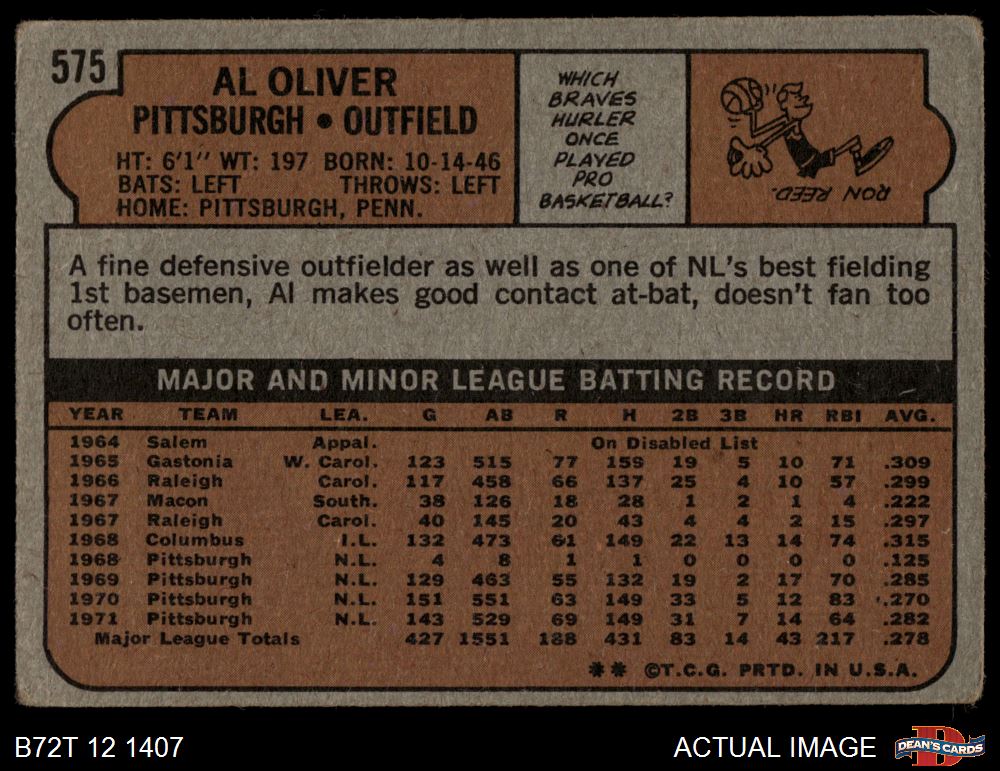 575
AL OLIVER
PITTSBURGH • OUTFIELD
HT: 6'1" WT: 197 BORN: 10-14-46
BATS: LEFT THROWS: LEFT
HOME: PITTSBURGH, PENN.
WHICH
BRAVES
HURLER
ONCE
PLAYED
PRO
BASKETBALL?
RON REED.
A fine defensive outfielder as well as one of NL's best fielding
1st basemen, Al makes good contact at-bat, doesn't fan too
often.
MAJOR AND MINOR LEAGUE BATTING RECORD
YEAR TEAM LEA. G AB R H 2B 3B HR RBI AVG.
1964 Salem Appal. On Disabled List
1965 Gastonia W. Carol. 123 515 77 159 19 5 10 71 .309
1966 Raleigh Carol. 117 458 66 137 25 4 10 57 .299
1967 Macon South. 38 126 18 28 1 2 1 4 .222
1967 Raleigh Carol. 40 145 20 43 4 4 2 15 .297
1968 Columbus I.L. 132 473 61 149 22 13 14 74 .315
1968 Pittsburgh N.L. 4 8 1 1 0 0 0 0 .125
1969 Pittsburgh N.L. 129 463 55 132 19 2 17 70 .285
1970 Pittsburgh N.L. 151 551 63 149 33 5 12 83 .270
1971 Pittsburgh N.L. 143 529 69 149 31 7 14 64 .282
Major League Totals 427 1551 188 431 83 14 43 217 .278
** ©T.C.G. PRTD. IN U.S.A.
B72T 12 1407
ACTUAL IMAGE
DEAN'S CARDS